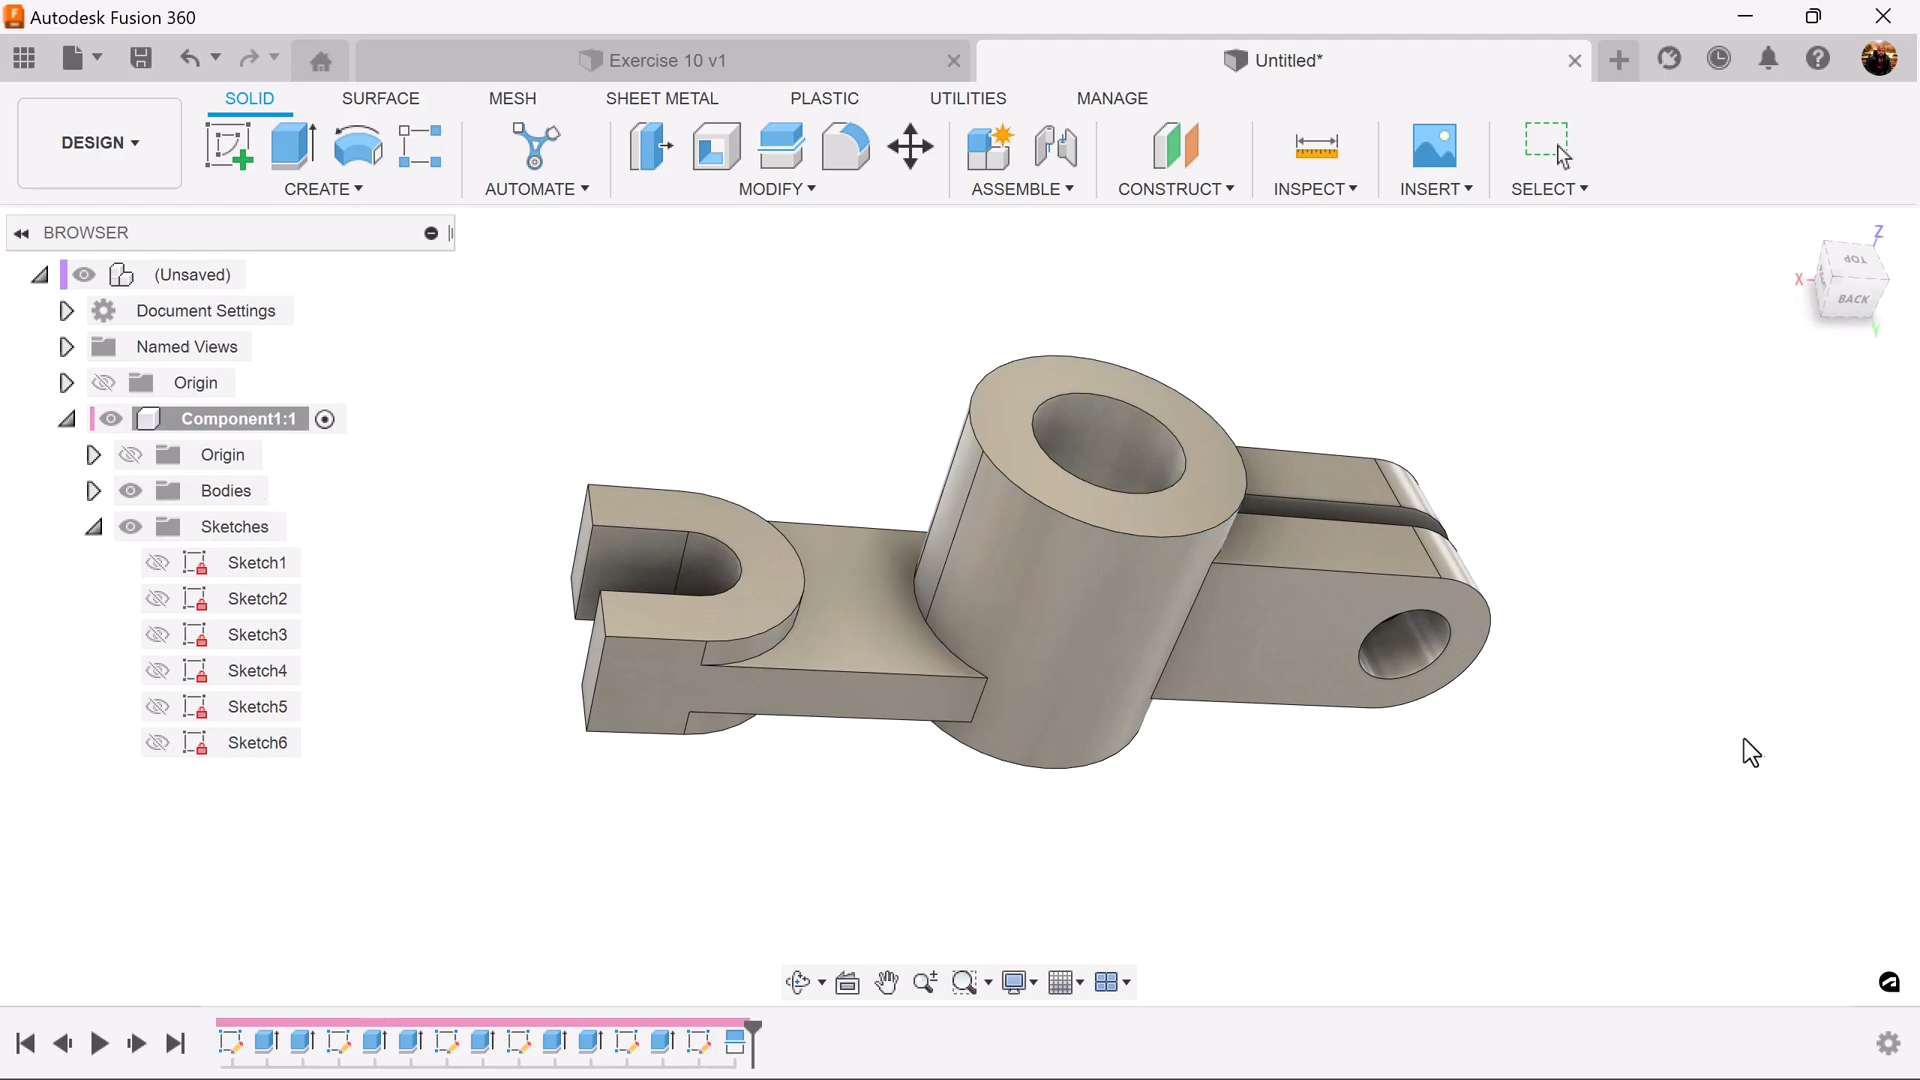 Autodesk Fusion 360
Exercise 10 v1
Untitled*
DESIGN
SOLID
SURFACE
MESH
SHEET METAL
PLASTIC
UTILITIES
MANAGE
CREATE
AUTOMATE
MODIFY
ASSEMBLE
CONSTRUCT
INSPECT
INSERT
SELECT
BROWSER
(Unsaved)
Document Settings
Named Views
Origin
Component1:1
Origin
Bodies
Sketches
Sketch1
Sketch2
Sketch3
Sketch4
Sketch5
Sketch6
Z
TOP
X
BACK
Y